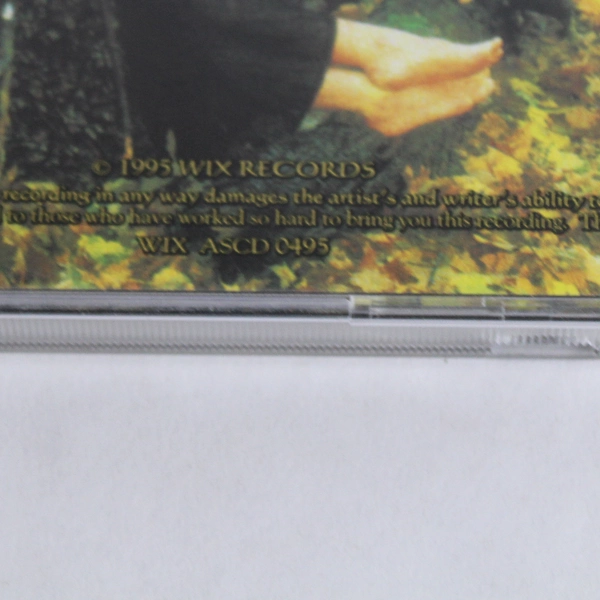 © 1995 WIX RECORDS
recording in any way damages the artist's and writer's ability to
to those who have worked so hard to bring you this recording.
WIX ASCD 0495